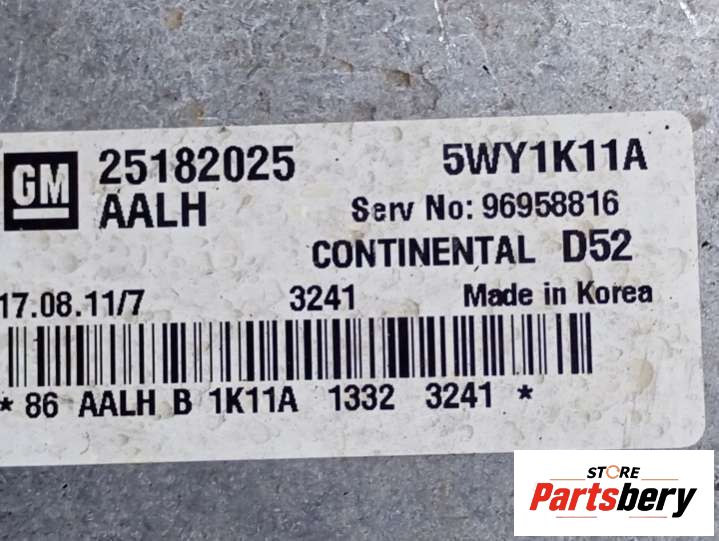 GM 25182025 5WY1K11A
AALH Serv No: 96958816
CONTINENTAL D52
17.08.11/7 3241 Made in Korea
* 86 AALH B 1K11A 1332 3241 *
STORE
Partsbery